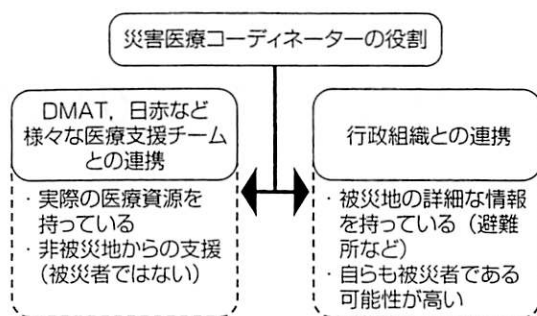 災害医療コーディネーターの役割
DMAT，日赤など
様々な医療支援チーム
との連携
・実際の医療資源を
持っている
・非被災地からの支援
（被災者ではない）
行政組織との連携
・被災地の詳細な情報
を持っている（避難
所など）
・自らも被災者である
可能性が高い